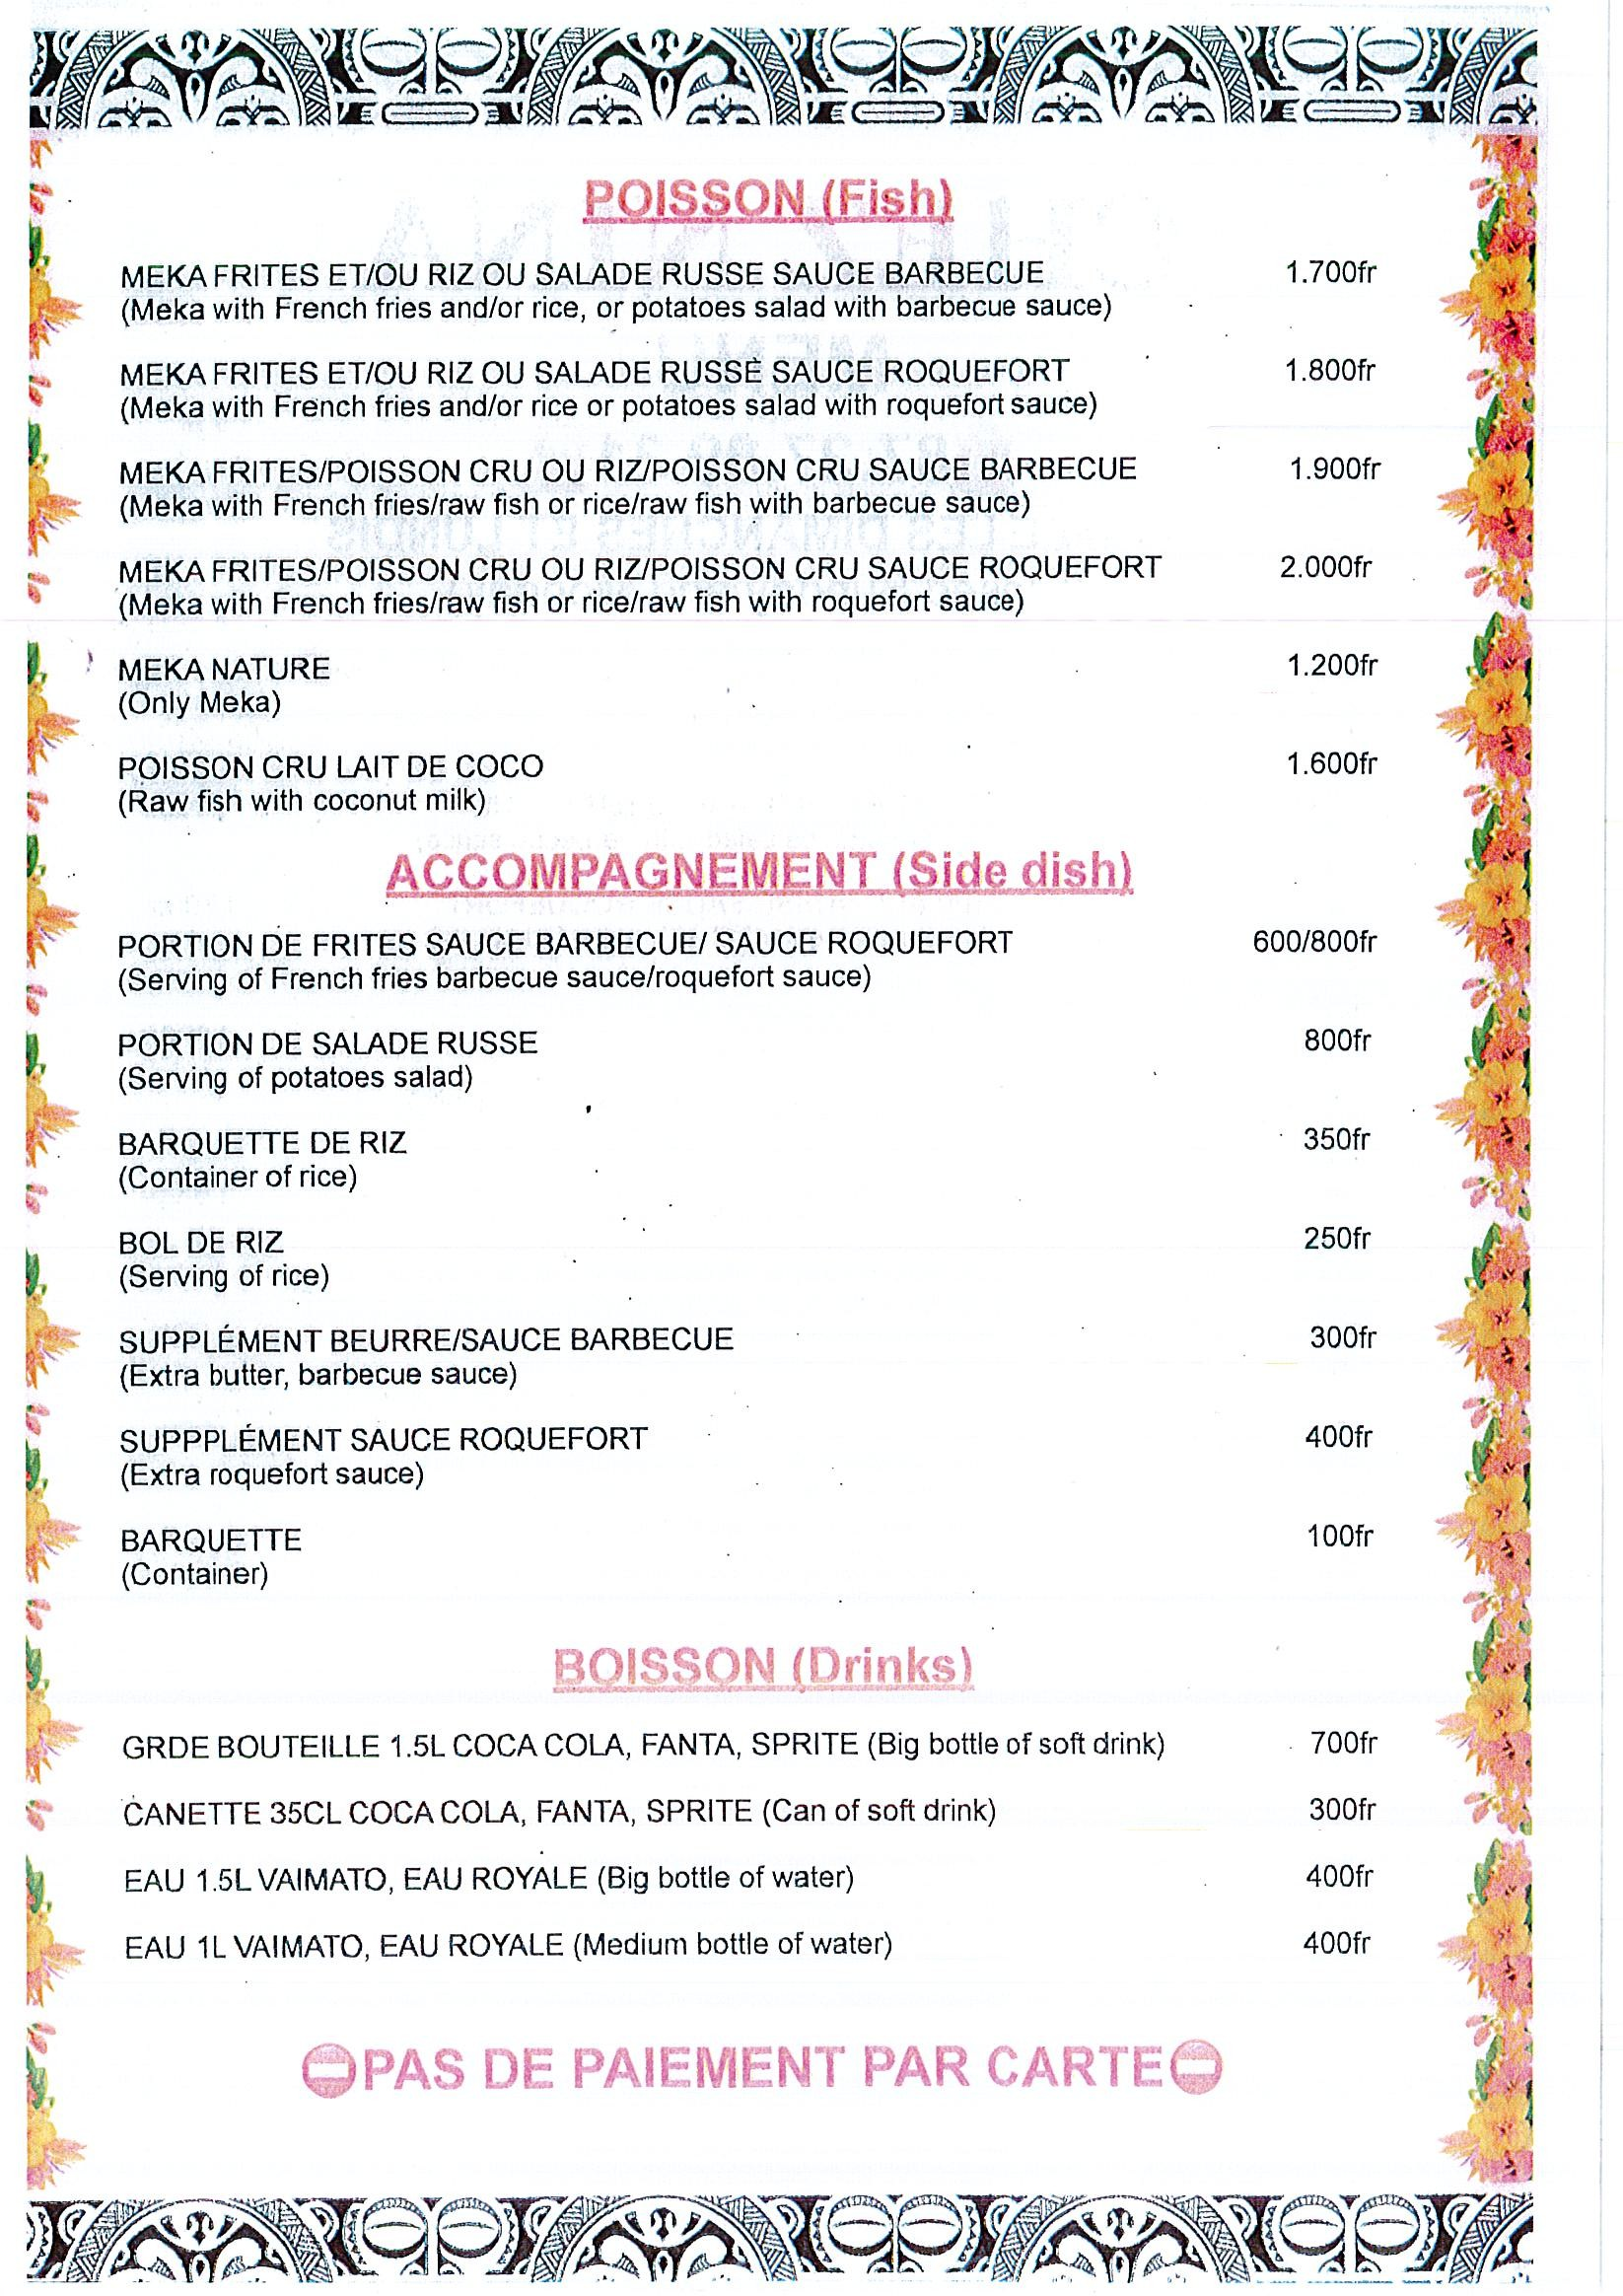 POISSON (Fish)
MEKA FRITES ET/OU RIZ OU SALADE RUSSE SAUCE BARBECUE 1.700fr
(Meka with French fries and/or rice, or potatoes salad with barbecue sauce)
MEKA FRITES ET/OU RIZ OU SALADE RUSSE SAUCE ROQUEFORT 1.800fr
(Meka with French fries and/or rice or potatoes salad with roquefort sauce)
MEKA FRITES/POISSON CRU OU RIZ/POISSON CRU SAUCE BARBECUE 1.900fr
(Meka with French fries/raw fish or rice/raw fish with barbecue sauce)
MEKA FRITES/POISSON CRU OU RIZ/POISSON CRU SAUCE ROQUEFORT 2.000fr
(Meka with French fries/raw fish or rice/raw fish with roquefort sauce)
MEKA NATURE 1.200fr
(Only Meka)
POISSON CRU LAIT DE COCO 1.600fr
(Raw fish with coconut milk)
ACCOMPAGNEMENT (Side dish)
PORTION DE FRITES SAUCE BARBECUE/ SAUCE ROQUEFORT 600/800fr
(Serving of French fries barbecue sauce/roquefort sauce)
PORTION DE SALADE RUSSE 800fr
(Serving of potatoes salad)
BARQUETTE DE RIZ 350fr
(Container of rice)
BOL DE RIZ 250fr
(Serving of rice)
SUPPLÉMENT BEURRE/SAUCE BARBECUE 300fr
(Extra butter, barbecue sauce)
SUPPPLÉMENT SAUCE ROQUEFORT 400fr
(Extra roquefort sauce)
BARQUETTE 100fr
(Container)
BOISSON (Drinks)
GRDE BOUTEILLE 1.5L COCA COLA, FANTA, SPRITE (Big bottle of soft drink) 700fr
CANETTE 35CL COCA COLA, FANTA, SPRITE (Can of soft drink) 300fr
EAU 1.5L VAIMATO, EAU ROYALE (Big bottle of water) 400fr
EAU 1L VAIMATO, EAU ROYALE (Medium bottle of water) 400fr
PAS DE PAIEMENT PAR CARTE